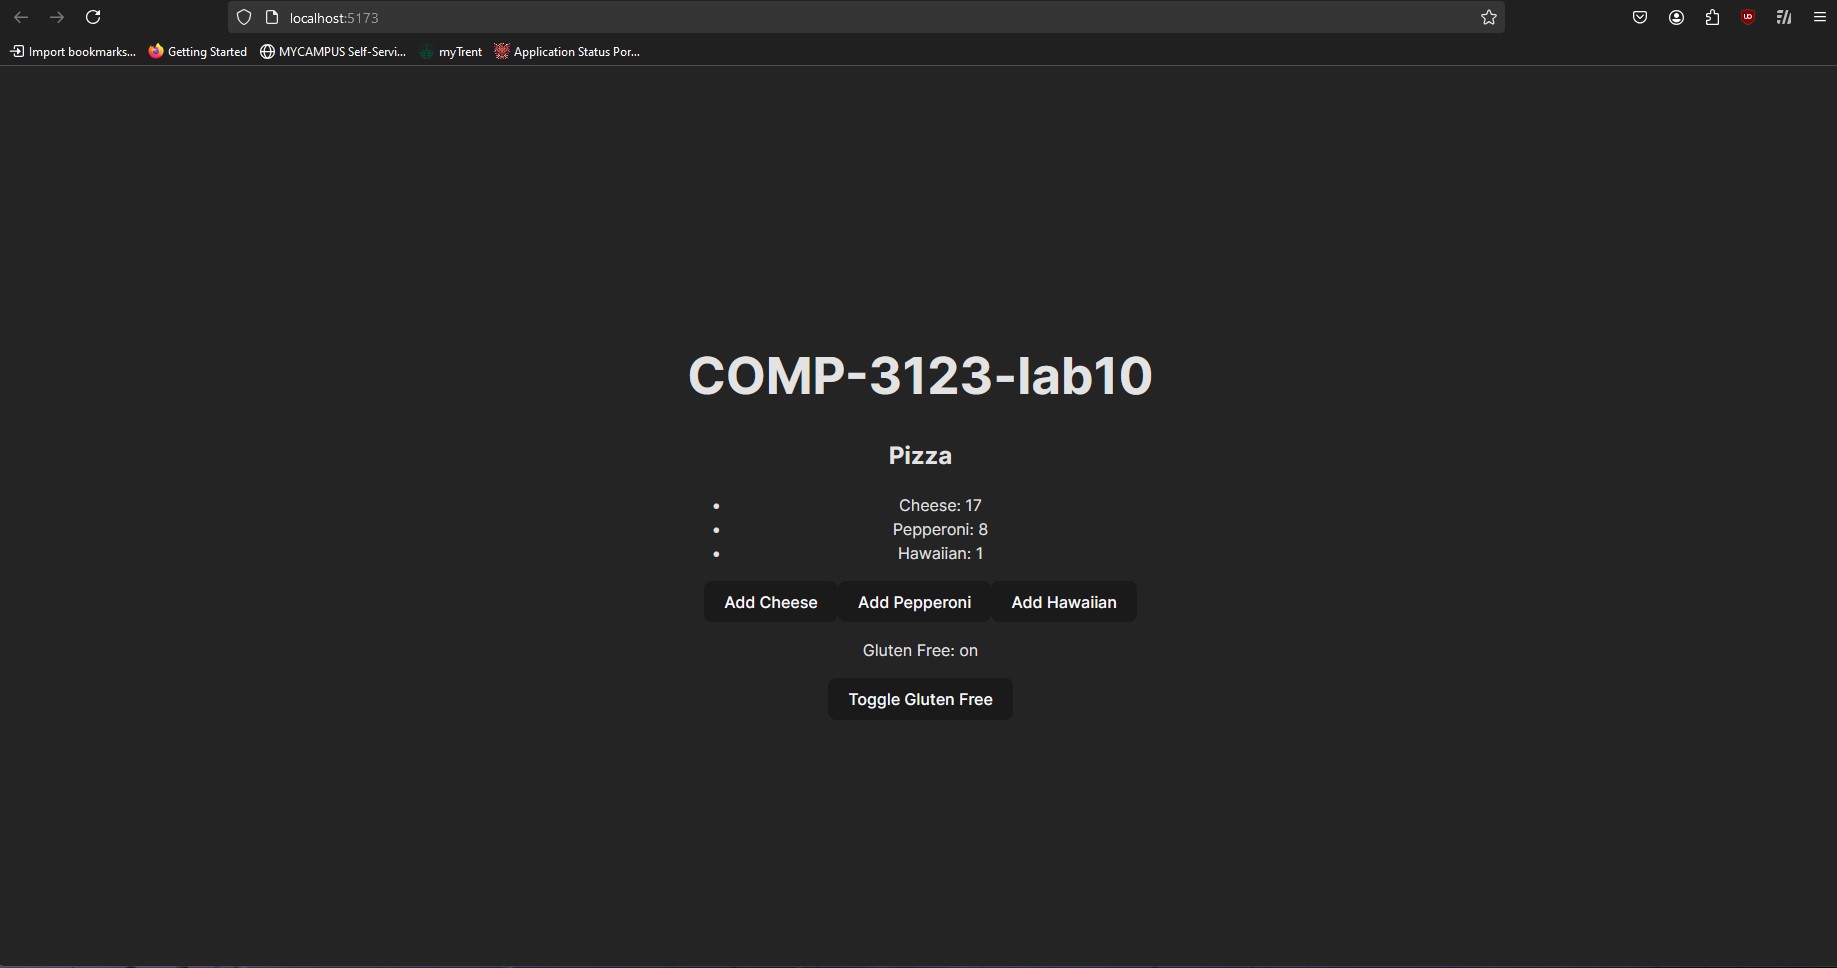 localhost:5173
Import bookmarks... Getting Started MYCAMPUS Self-Servi... myTrent Application Status Por...
COMP-3123-lab10
Pizza
• Cheese: 17
• Pepperoni: 8
• Hawaiian: 1
Add Cheese Add Pepperoni Add Hawaiian
Gluten Free: on
Toggle Gluten Free